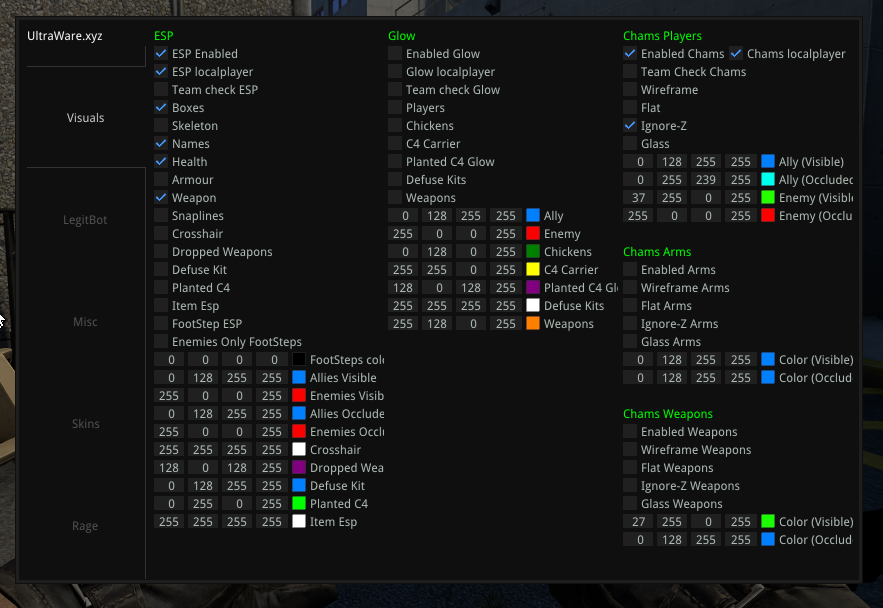 UltraWare.xyz
Visuals
LegitBot
Misc
Skins
Rage
ESP
ESP Enabled
ESP localplayer
Team check ESP
Boxes
Skeleton
Names
Health
Armour
Weapon
Snaplines
Crosshair
Dropped Weapons
Defuse Kit
Planted C4
Item Esp
FootStep ESP
Enemies Only FootSteps
0 0 0 0 FootSteps colo
0 128 255 255 Allies Visible
255 0 0 255 Enemies Visib
0 128 255 255 Allies Occlude
255 0 0 255 Enemies Occl
255 255 255 255 Crosshair
128 0 128 255 Dropped Wea
0 128 255 255 Defuse Kit
0 255 0 255 Planted C4
255 255 255 255 Item Esp
Glow
Enabled Glow
Glow localplayer
Team check Glow
Players
Chickens
C4 Carrier
Planted C4 Glow
Defuse Kits
Weapons
0 128 255 255 Ally
255 0 0 255 Enemy
0 128 0 255 Chickens
255 255 0 255 C4 Carrier
128 0 128 255 Planted C4 Gl
255 255 255 255 Defuse Kits
255 128 0 255 Weapons
Chams Players
Enabled Chams Chams localplayer
Team Check Chams
Wireframe
Flat
Ignore-Z
Glass
0 128 255 255 Ally (Visible)
0 255 239 255 Ally (Occluded
37 255 0 255 Enemy (Visible
255 0 0 255 Enemy (Occlu
Chams Arms
Enabled Arms
Wireframe Arms
Flat Arms
Ignore-Z Arms
Glass Arms
0 128 255 255 Color (Visible)
0 128 255 255 Color (Occlud
Chams Weapons
Enabled Weapons
Wireframe Weapons
Flat Weapons
Ignore-Z Weapons
Glass Weapons
27 255 0 255 Color (Visible)
0 128 255 255 Color (Occlud